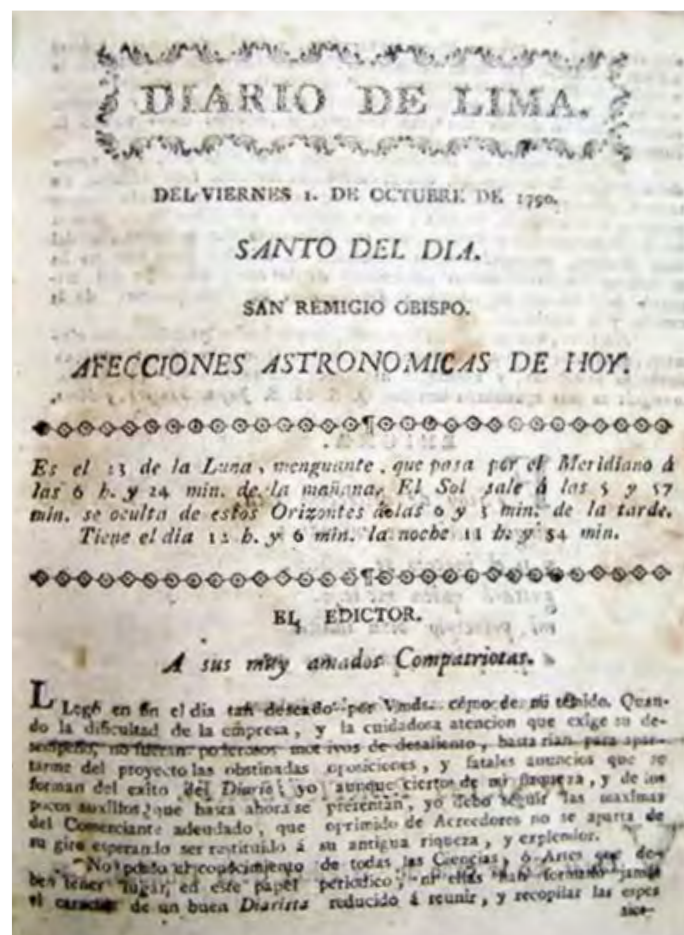 DIARIO DE LIMA.
DEL VIERNES 1. DE OCTUBRE DE 1790.
SANTO DEL DIA.
SAN REMIGIO OBISPO.
AFECCIONES ASTRONOMICAS DE HOY.
Es el 23 de la Luna, menguante, que pasa por el Meridiano á
las 6 h. y 24 min. de la mañana. El Sol sale á las 5 y 57
min. se oculta de estos Orizontes á las 6 y 3 min. de la tarde.
Tiene el dia 12 h. y 6 min. la noche 11 h. y 54 min.
EL EDICTOR.
A sus muy amados Compatriotas.
LLegó en fin el dia tan deseado por Vmds. cómo de mi temido. Quan-
do la dificultad de la empresa, y la cuidadosa atencion que exige su de-
sempeño, no fueran poderosos motivos de desaliento, bastarian para apar-
tarme del proyecto las obstinadas oposiciones, y fatales anuncios que se
forman del exito del Diario; yo aunque cierto de mi flaqueza, y de los
pocos auxilios que hasta ahora se presentan, yo debo seguir las maximas
del Comerciante adeudado, que oprimido de Acreedores no se aparta de
su giro esperando ser restituido á su antigua riqueza, y explendor.
No poseo el conocimiento de todas las Ciencias, ó Artes que de-
ben tener lugar en este papel periodico; ni ellas han formado jamás
el caracter de un buen Diarista reducido á reunir, y recopilar las espe